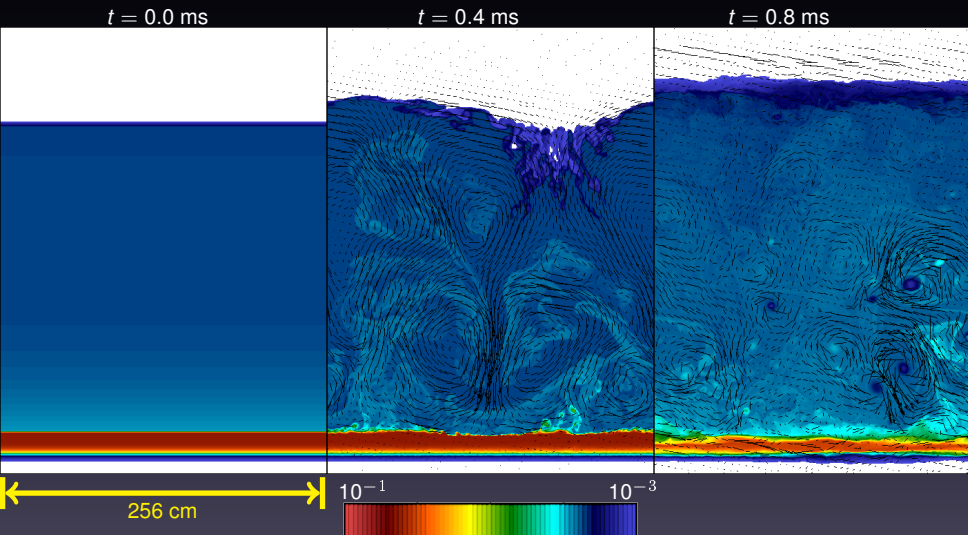 t = 0.0 ms
t = 0.4 ms
t = 0.8 ms
256 cm
10⁻¹
10⁻³